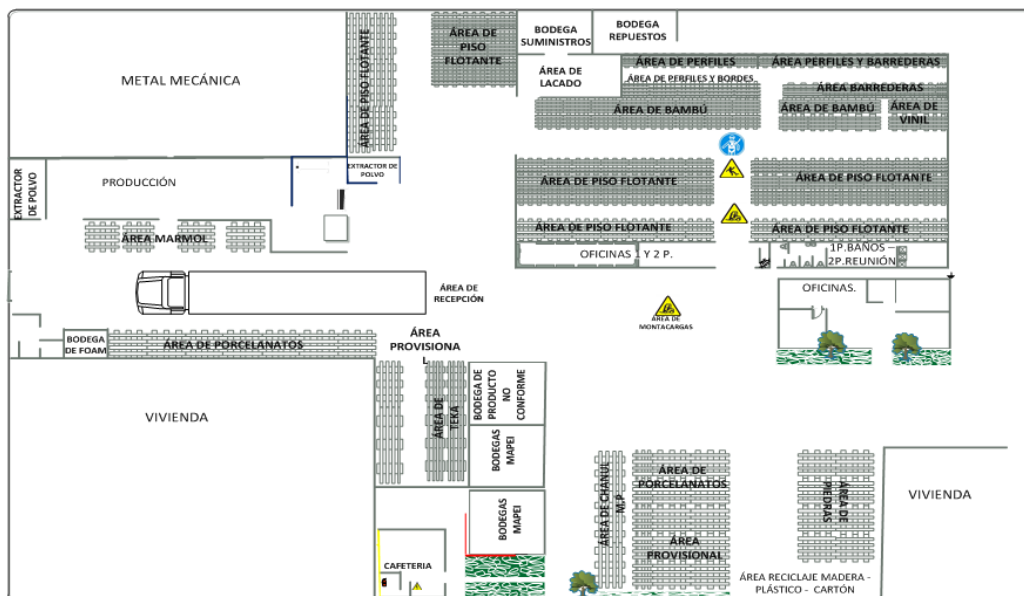 METAL MECÁNICA
ÁREA DE PISO FLOTANTE
ÁREA DE
PISO
FLOTANTE
BODEGA
SUMINISTROS
BODEGA
REPUESTOS
ÁREA DE
LACADO
ÁREA DE PERFILES
ÁREA PERFILES Y BARREDERAS
ÁREA DE PERFILES Y BORDES
ÁREA BARREDERAS
ÁREA DE BAMBÚ
ÁREA DE BAMBÚ
ÁREA DE
VINIL
EXTRACTOR
DE POLVO
PRODUCCIÓN
EXTRACTOR DE
POLVO
ÁREA DE PISO FLOTANTE
ÁREA DE PISO FLOTANTE
ÁREA MARMOL
ÁREA DE PISO FLOTANTE
ÁREA DE PISO FLOTANTE
OFICINAS 1 Y 2 P.
1P.BAÑOS –
2P.REUNIÓN
OFICINAS.
ÁREA DE
RECEPCIÓN
ÁREA DE
MONTACARGAS
BODEGA
DE FOAM
ÁREA DE PORCELANATOS
ÁREA
PROVISIONA
L
VIVIENDA
ÁREA DE
TEKA
BODEGA DE
PRODUCTO
NO
CONFORME
BODEGAS
MAPEI
BODEGAS
MAPEI
CAFETERIA
ÁREA DE CHANUL
M.P.
ÁREA DE
PORCELANATOS
ÁREA
PROVISIONAL
ÁREA DE
PIEDRAS
VIVIENDA
ÁREA RECICLAJE MADERA -
PLÁSTICO - CARTÓN